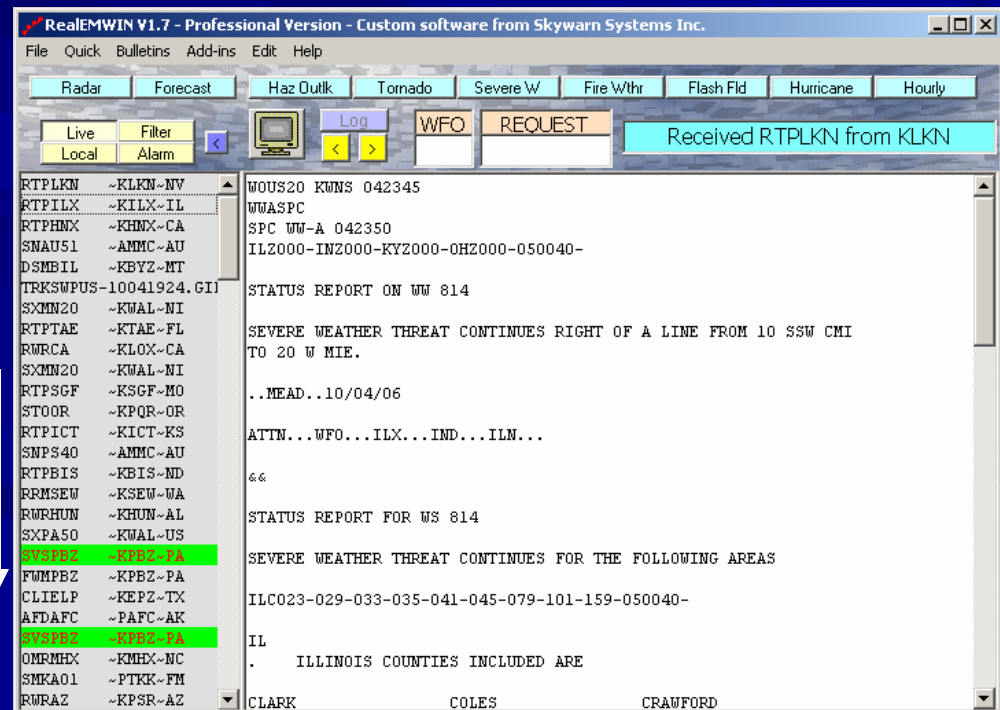 RealEMWIN V1.7 - Professional Version - Custom software from Skywarn Systems Inc.
File Quick Bulletins Add-ins Edit Help
Radar Forecast Haz Outlk Tornado Severe W Fire Wthr Flash Fld Hurricane Hourly
Live Filter
Local Alarm
<
Log
< >
WFO REQUEST
Received RTPLKN from KLKN
RTPLKN ~KLKN~NV
RTPILX ~KILX~IL
RTPHNX ~KHNX~CA
SNAU51 ~AMMC~AU
DSMBIL ~KBYZ~MT
TRKSWPUS-10041924.GI
SXMN20 ~KWAL~NI
RTPTAE ~KTAE~FL
RWRCA ~KLOX~CA
SXMN20 ~KWAL~NI
RTPSGF ~KSGF~MO
STOOR ~KPQR~OR
RTPICT ~KICT~KS
SNPS40 ~AMMC~AU
RTPBIS ~KBIS~ND
RRMSEW ~KSEW~WA
RWRHUN ~KHUN~AL
SXPA50 ~KWAL~US
SVSPBZ ~KPBZ~PA
FWMPBZ ~KPBZ~PA
CLIELP ~KEPZ~TX
AFDAFC ~PAFC~AK
SVSPBZ ~KPBZ~PA
OMRMHX ~KMHX~NC
SMKA01 ~PTKK~FM
RWRAZ ~KPSR~AZ
WOUS20 KWNS 042345
WWASPC
SPC WW-A 042350
ILZ000-INZ000-KYZ000-OHZ000-050040-
STATUS REPORT ON WW 814
SEVERE WEATHER THREAT CONTINUES RIGHT OF A LINE FROM 10 SSW CMI
TO 20 W MIE.
..MEAD..10/04/06
ATTN...WFO...ILX...IND...ILN...
&&
STATUS REPORT FOR WS 814
SEVERE WEATHER THREAT CONTINUES FOR THE FOLLOWING AREAS
ILC023-029-033-035-041-045-079-101-159-050040-
IL
. ILLINOIS COUNTIES INCLUDED ARE
CLARK COLES CRAWFORD